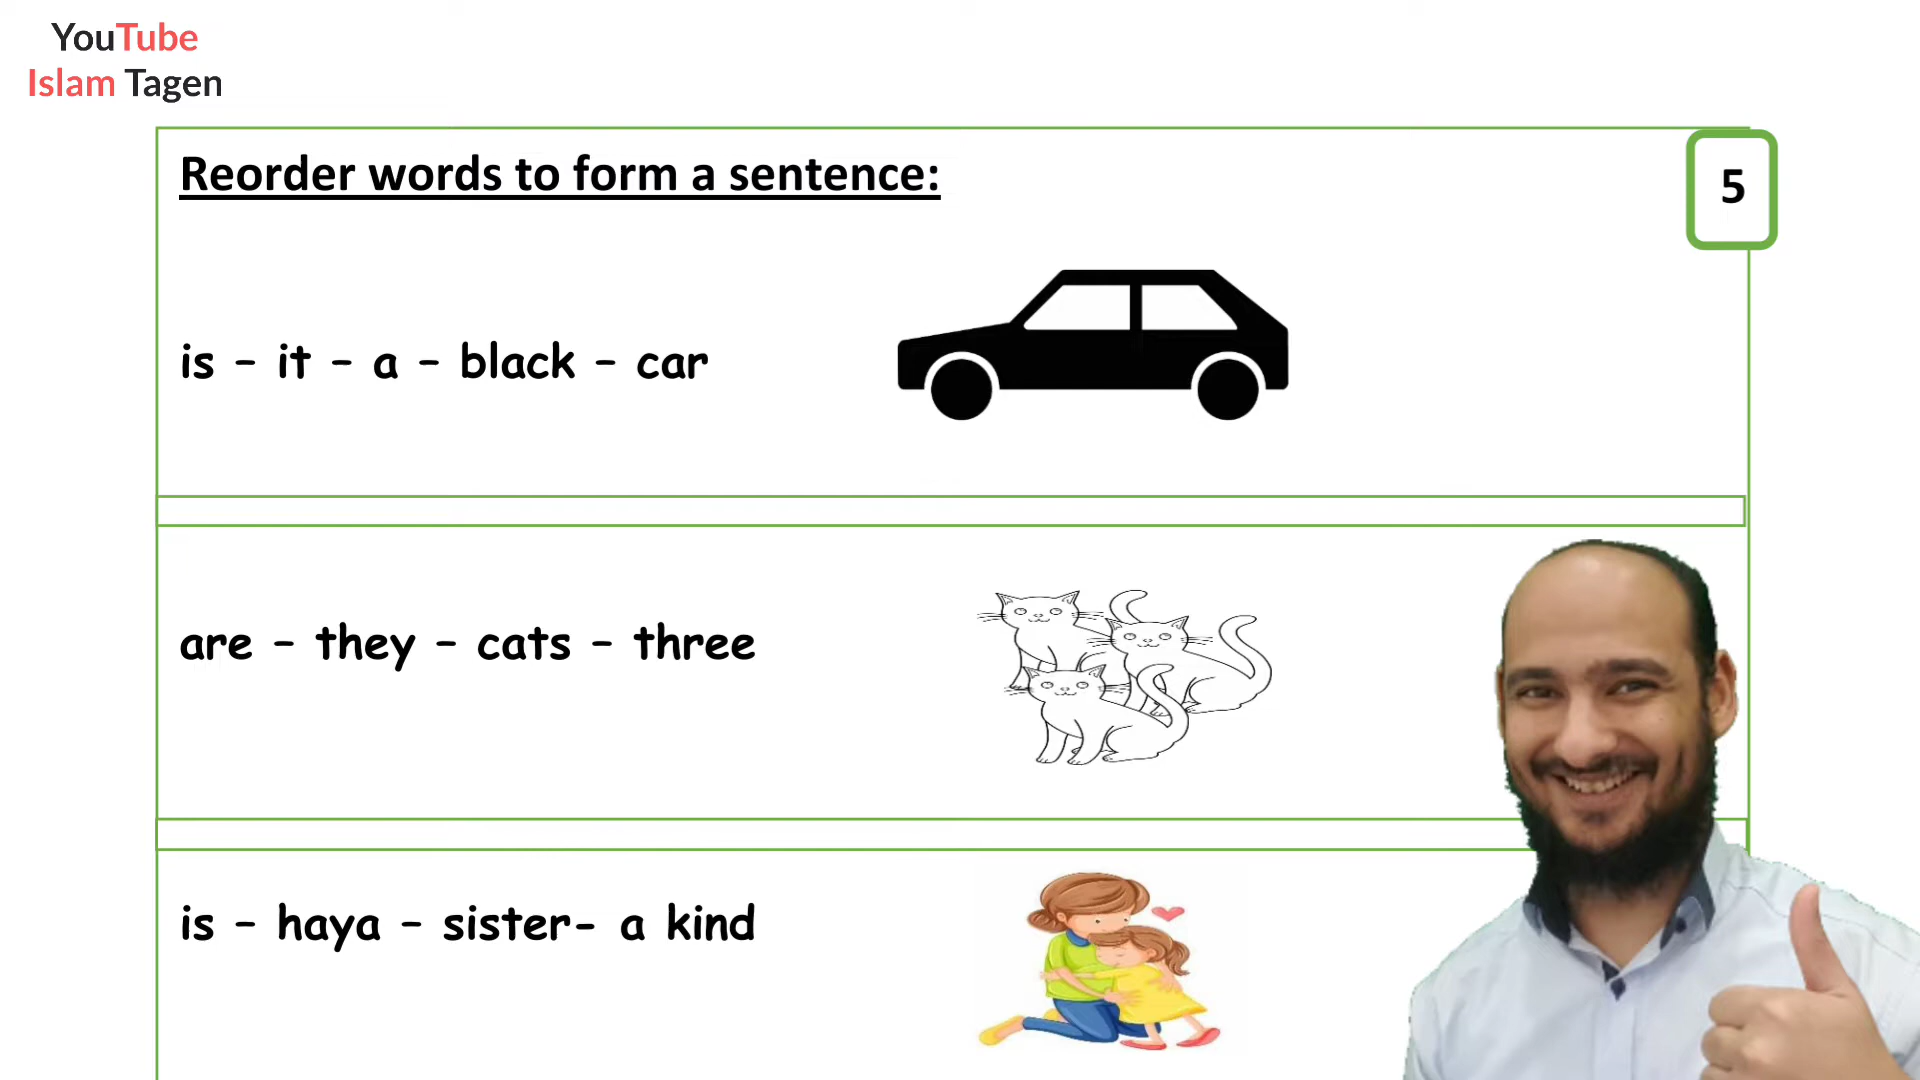 YouTube
Islam Tagen
Reorder words to form a sentence:
5
is – it – a – black – car
are – they – cats – three
is – haya – sister- a kind